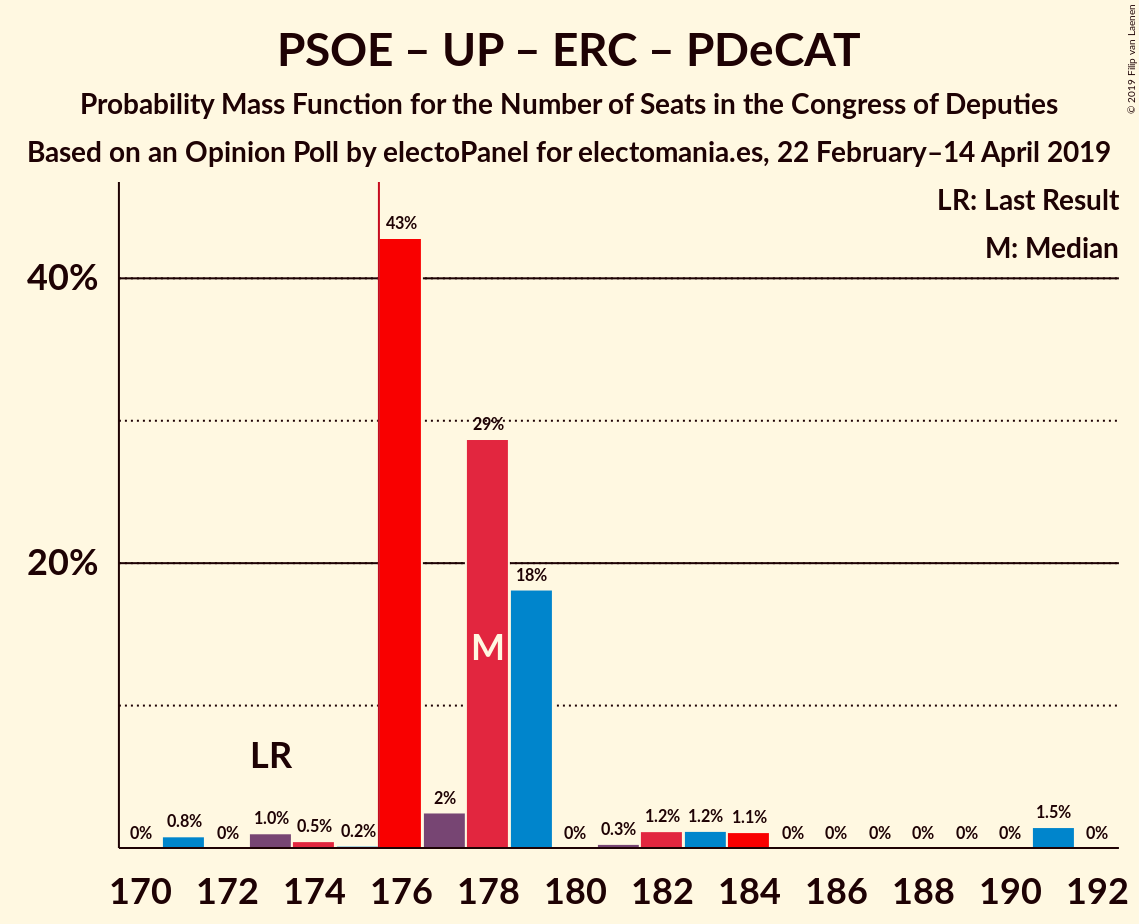 PSOE – UP – ERC – PDeCAT
Probability Mass Function for the Number of Seats in the Congress of Deputies
Based on an Opinion Poll by electoPanel for electomania.es, 22 February–14 April 2019
© 2019 Filip van Laenen
LR: Last Result
M: Median
40%
20%
0%
0.8%
0%
1.0%
0.5%
0.2%
43%
2%
29%
18%
0%
0.3%
1.2%
1.2%
1.1%
0%
0%
0%
0%
0%
0%
1.5%
0%
LR
M
170 172 174 176 178 180 182 184 186 188 190 192